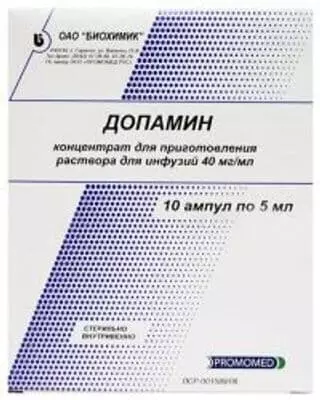 ОАО "БИОХИМИК"
ДОПАМИН
концентрат для приготовления
раствора для инфузий 40 мг/мл
10 ампул по 5 мл
СТЕРИЛЬНО
ВНУТРИВЕННО
PROMOMED